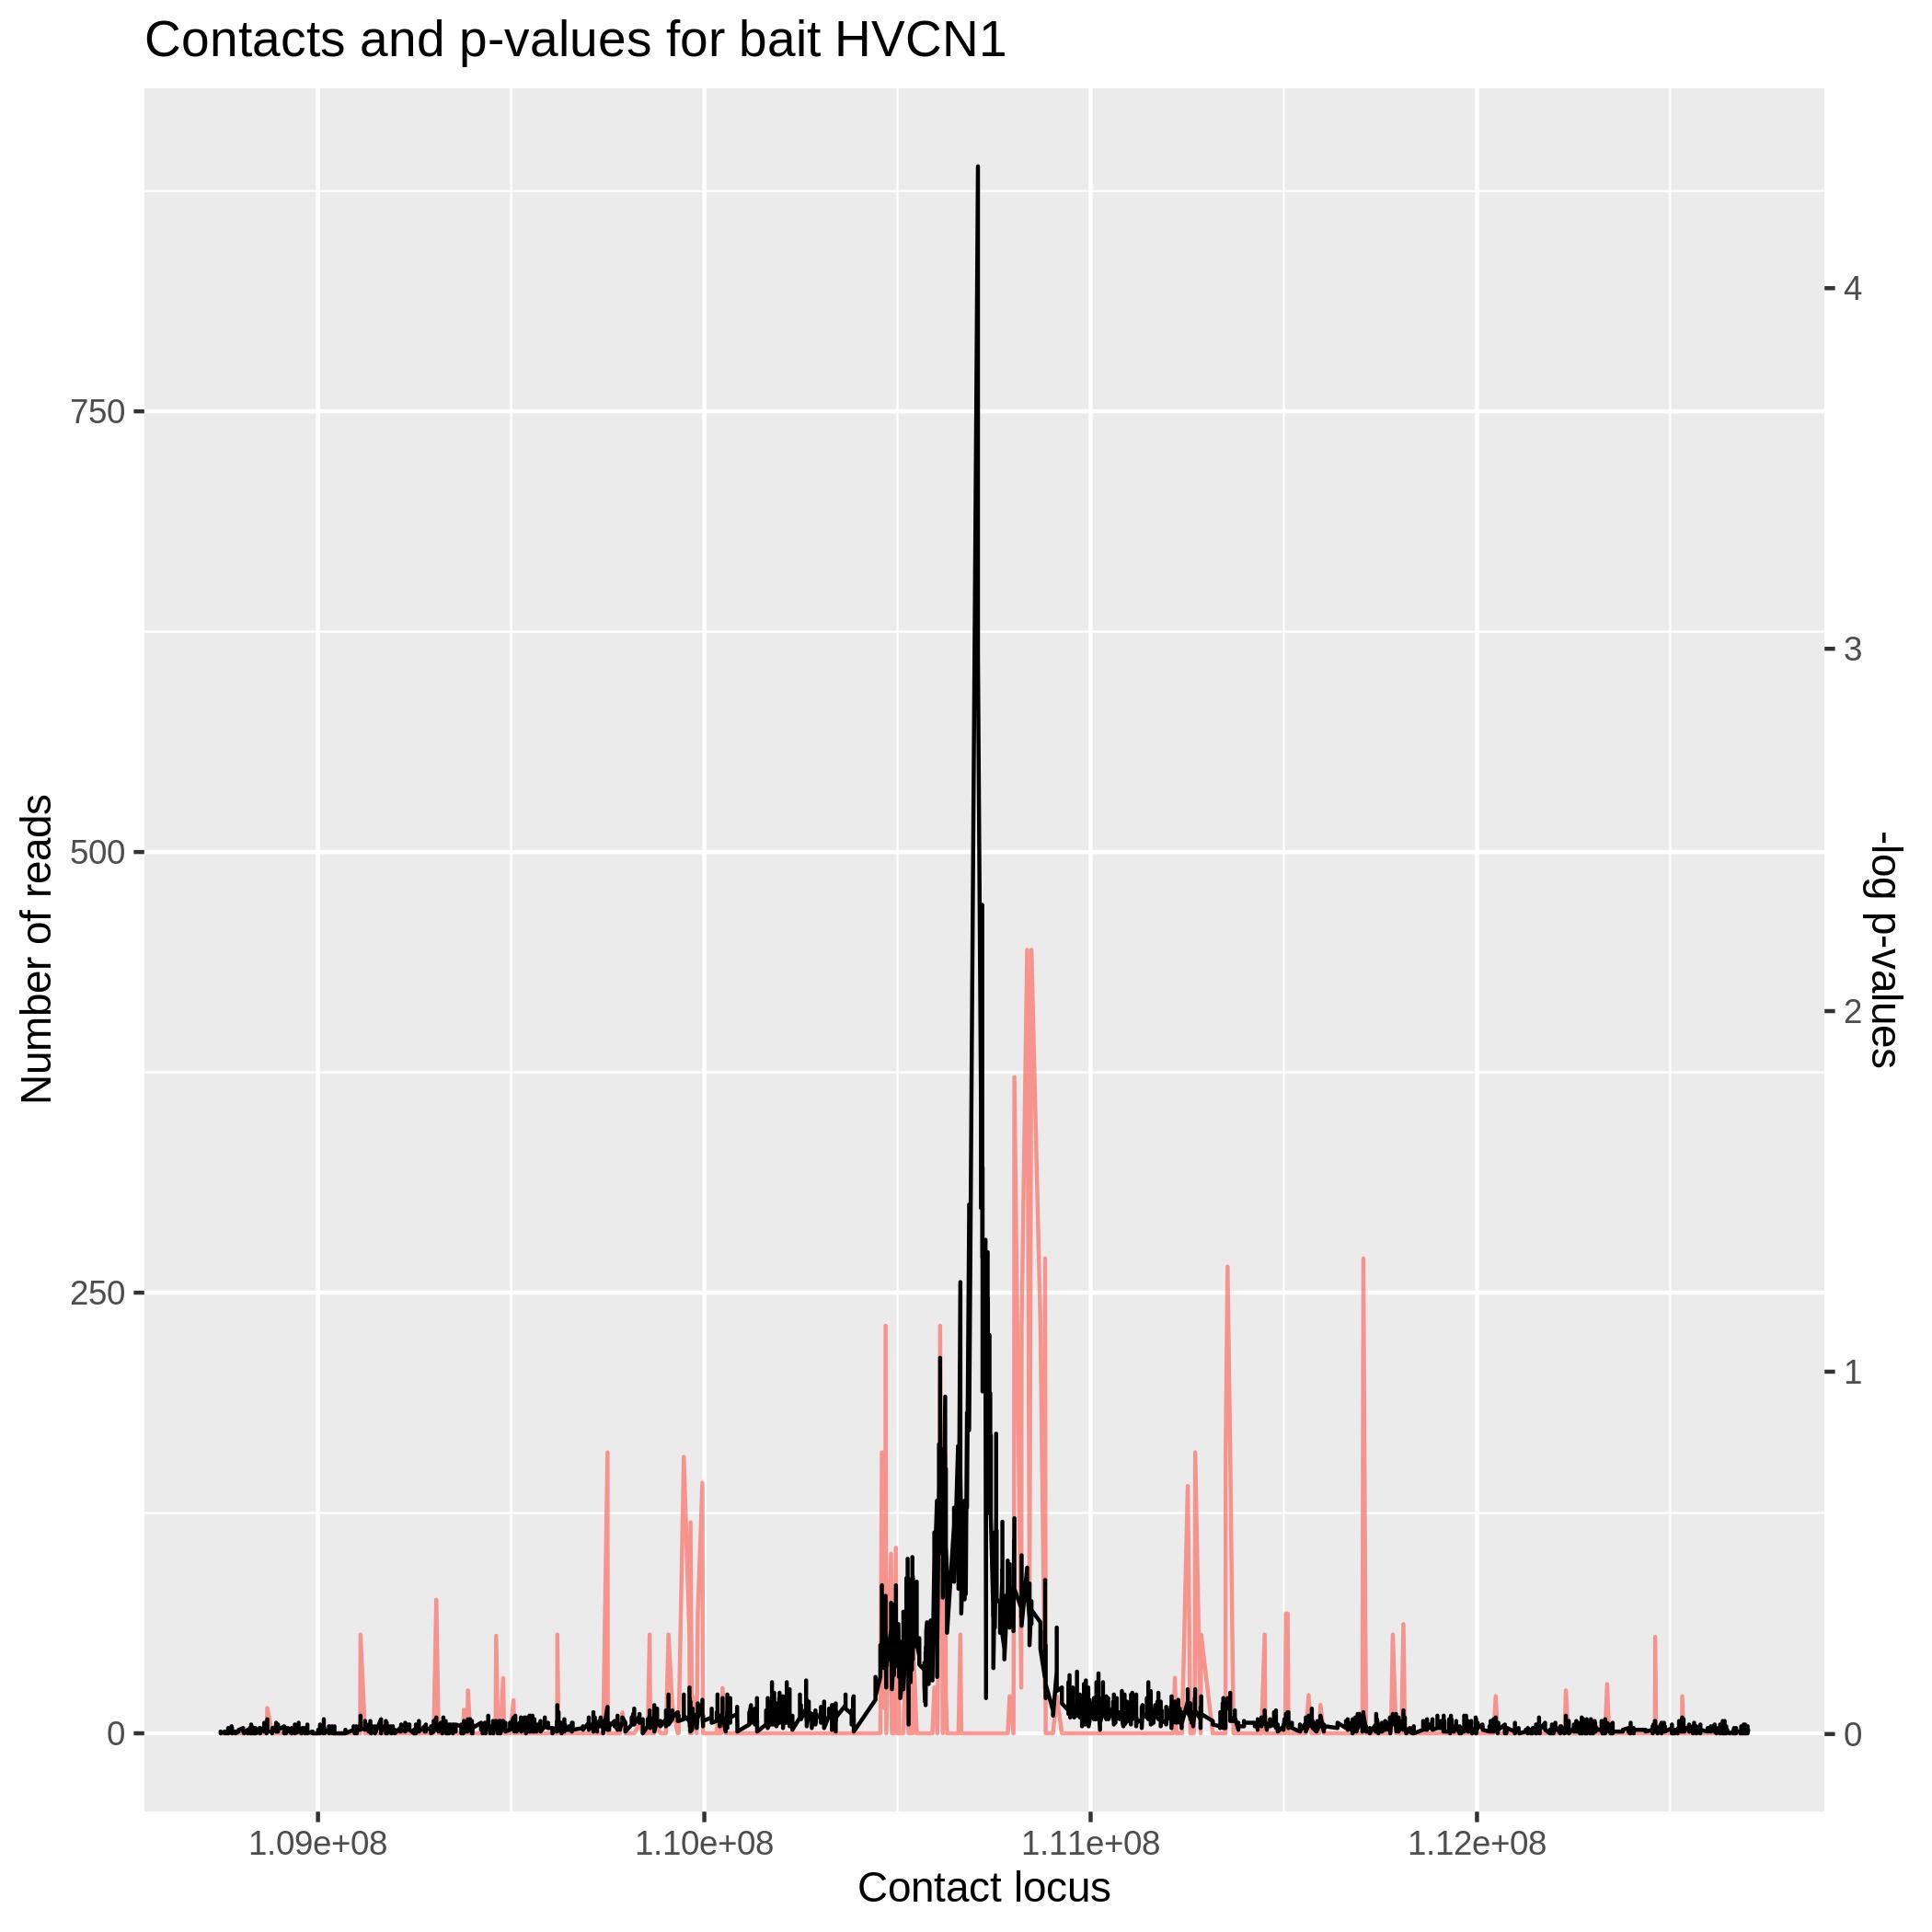 Contacts and p-values for bait HVCN1
Number of reads
750
500
250
0
4
3
2
1
0
-log p-values
1.09e+08
1.10e+08
1.11e+08
1.12e+08
Contact locus